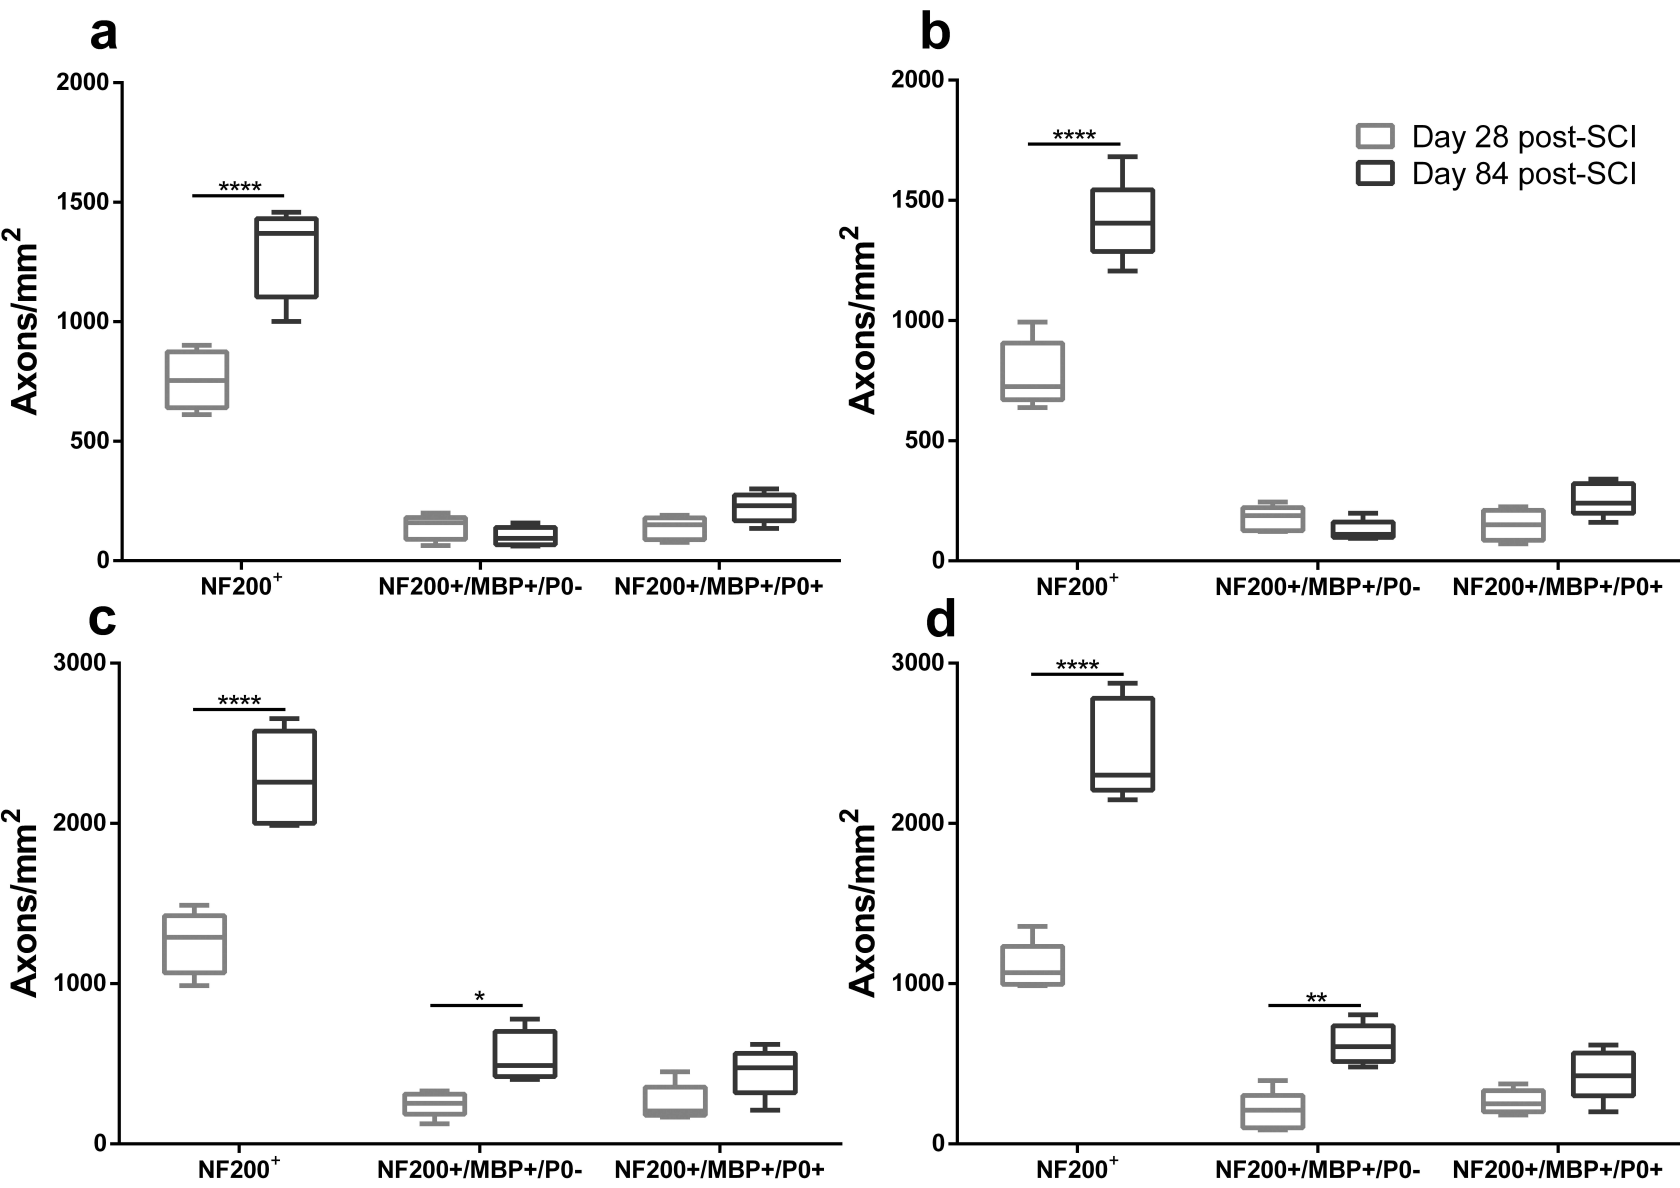 a
2000
1500
1000
500
0
Axons/mm²
****
NF200⁺
NF200+/MBP+/P0-
NF200+/MBP+/P0+
b
2000
1500
1000
500
0
Axons/mm²
****
Day 28 post-SCI
Day 84 post-SCI
NF200⁺
NF200+/MBP+/P0-
NF200+/MBP+/P0+
c
3000
2000
1000
0
Axons/mm²
****
*
NF200⁺
NF200+/MBP+/P0-
NF200+/MBP+/P0+
d
3000
2000
1000
0
Axons/mm²
****
**
NF200⁺
NF200+/MBP+/P0-
NF200+/MBP+/P0+